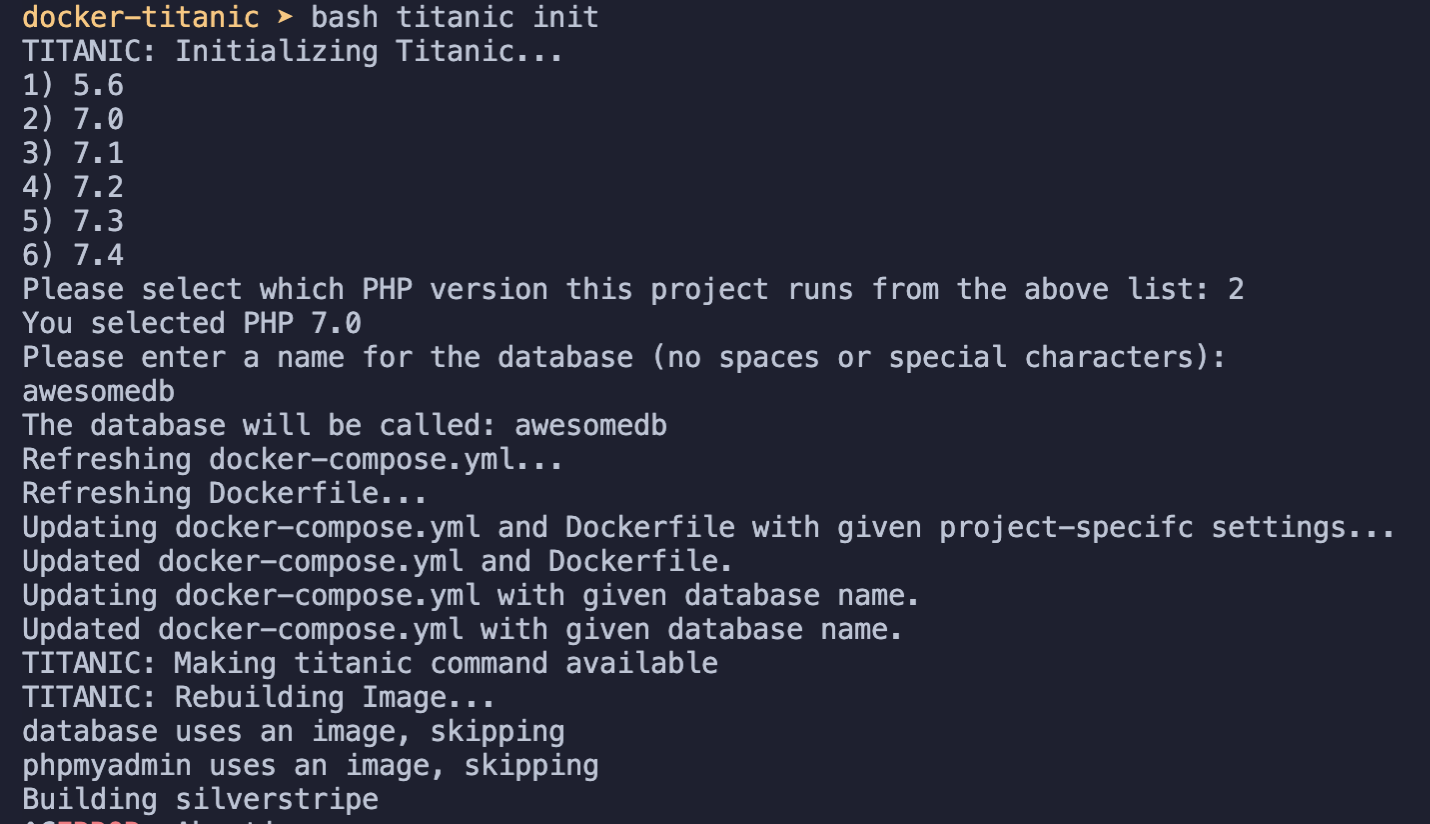 docker-titanic ➤ bash titanic init
TITANIC: Initializing Titanic...
1) 5.6
2) 7.0
3) 7.1
4) 7.2
5) 7.3
6) 7.4
Please select which PHP version this project runs from the above list: 2
You selected PHP 7.0
Please enter a name for the database (no spaces or special characters):
awesomedb
The database will be called: awesomedb
Refreshing docker-compose.yml...
Refreshing Dockerfile...
Updating docker-compose.yml and Dockerfile with given project-specifc settings...
Updated docker-compose.yml and Dockerfile.
Updating docker-compose.yml with given database name.
Updated docker-compose.yml with given database name.
TITANIC: Making titanic command available
TITANIC: Rebuilding Image...
database uses an image, skipping
phpmyadmin uses an image, skipping
Building silverstripe